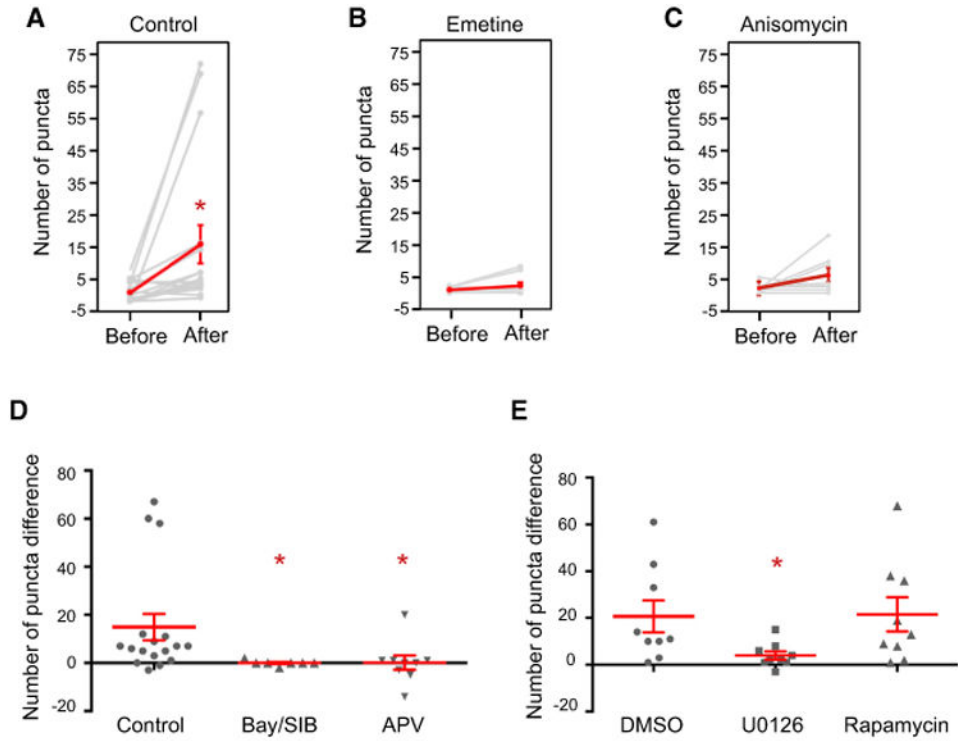 A
Control
Number of puncta
75
65
55
45
35
25
15
5
-5
*
Before After
B
Emetine
Number of puncta
75
65
55
45
35
25
15
5
-5
Before After
C
Anisomycin
Number of puncta
75
65
55
45
35
25
15
5
-5
Before After
D
Number of puncta difference
80
60
40
20
0
-20
* *
Control Bay/SIB APV
E
Number of puncta difference
80
60
40
20
0
-20
*
DMSO U0126 Rapamycin